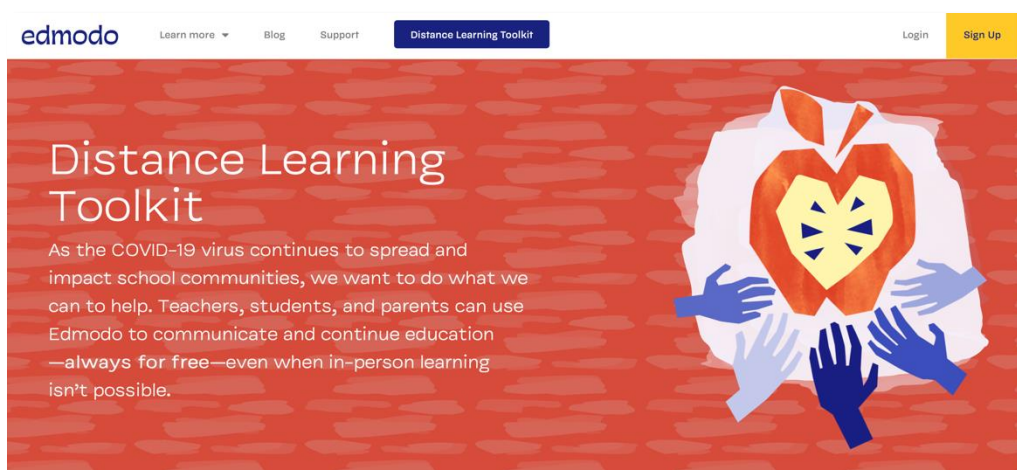 edmodo
Learn more
Blog
Support
Distance Learning Toolkit
Login
Sign Up
Distance Learning
Toolkit
As the COVID-19 virus continues to spread and
impact school communities, we want to do what we
can to help. Teachers, students, and parents can use
Edmodo to communicate and continue education
—always for free—even when in-person learning
isn't possible.